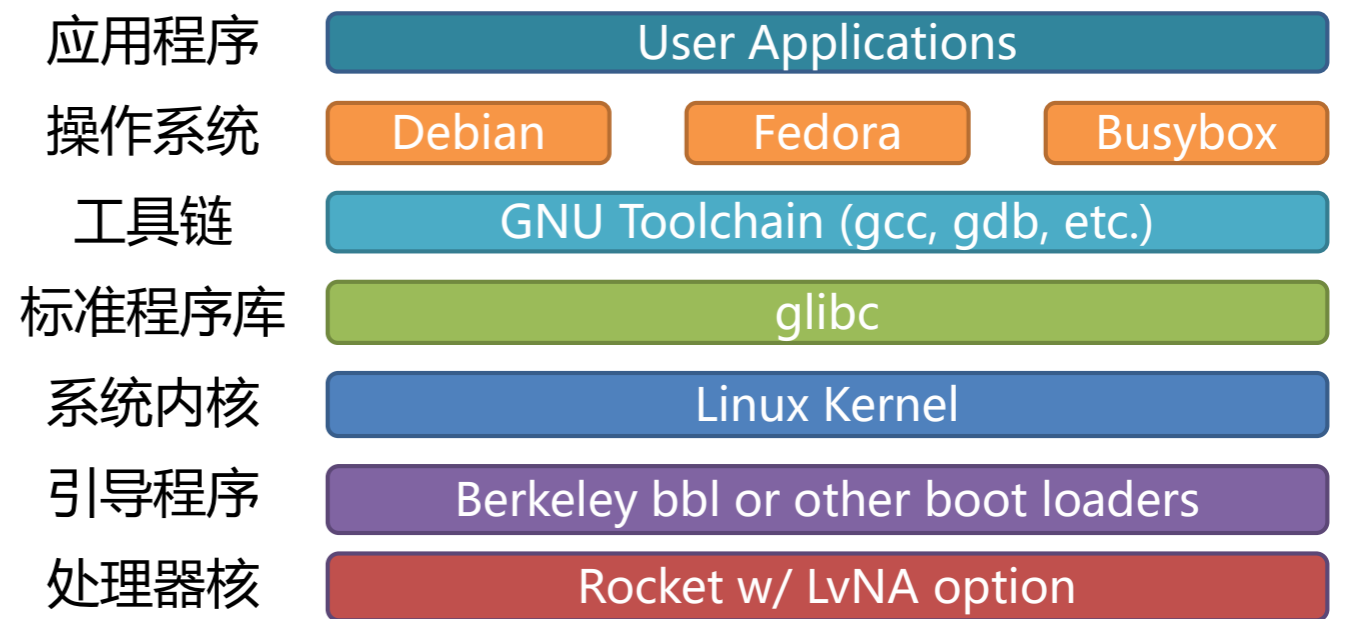 应用程序 User Applications
操作系统 Debian Fedora Busybox
工具链 GNU Toolchain (gcc, gdb, etc.)
标准程序库 glibc
系统内核 Linux Kernel
引导程序 Berkeley bbl or other boot loaders
处理器核 Rocket w/ LvNA option